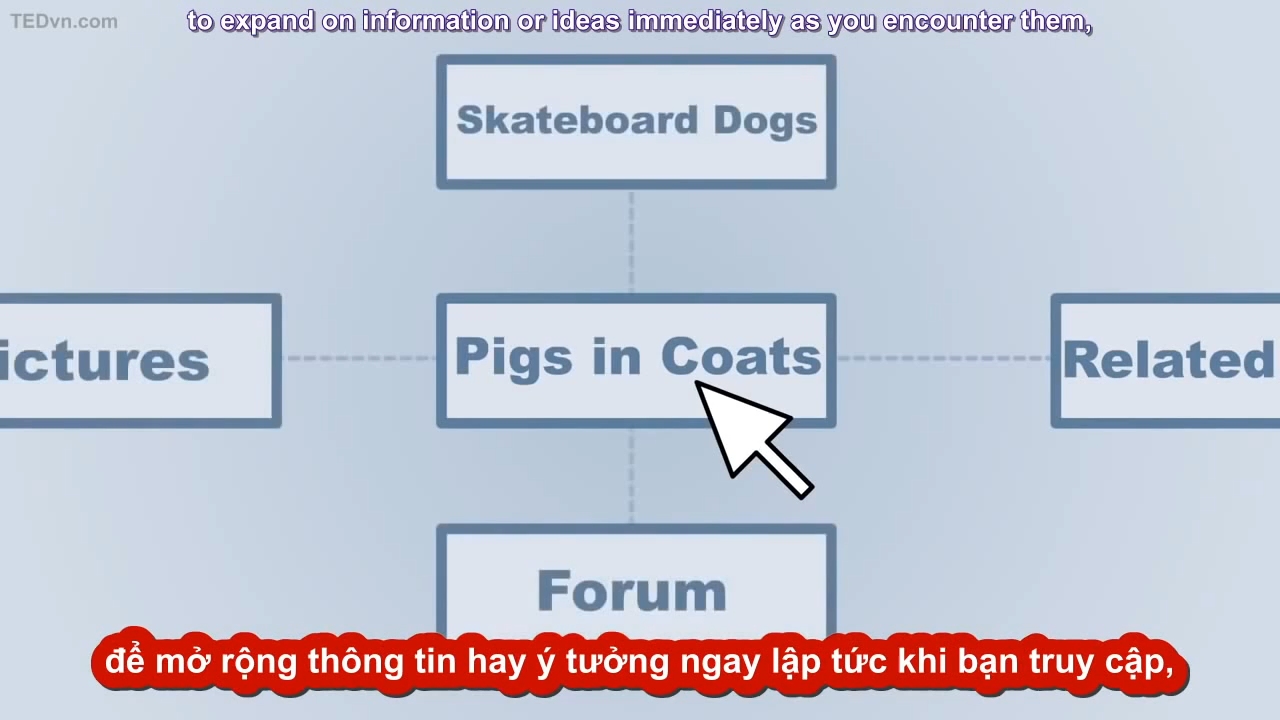 TEDvn.com
to expand on information or ideas immediately as you encounter them,
Skateboard Dogs
ictures
Pigs in Coats
Related
Forum
để mở rộng thông tin hay ý tưởng ngay lập tức khi bạn truy cập,